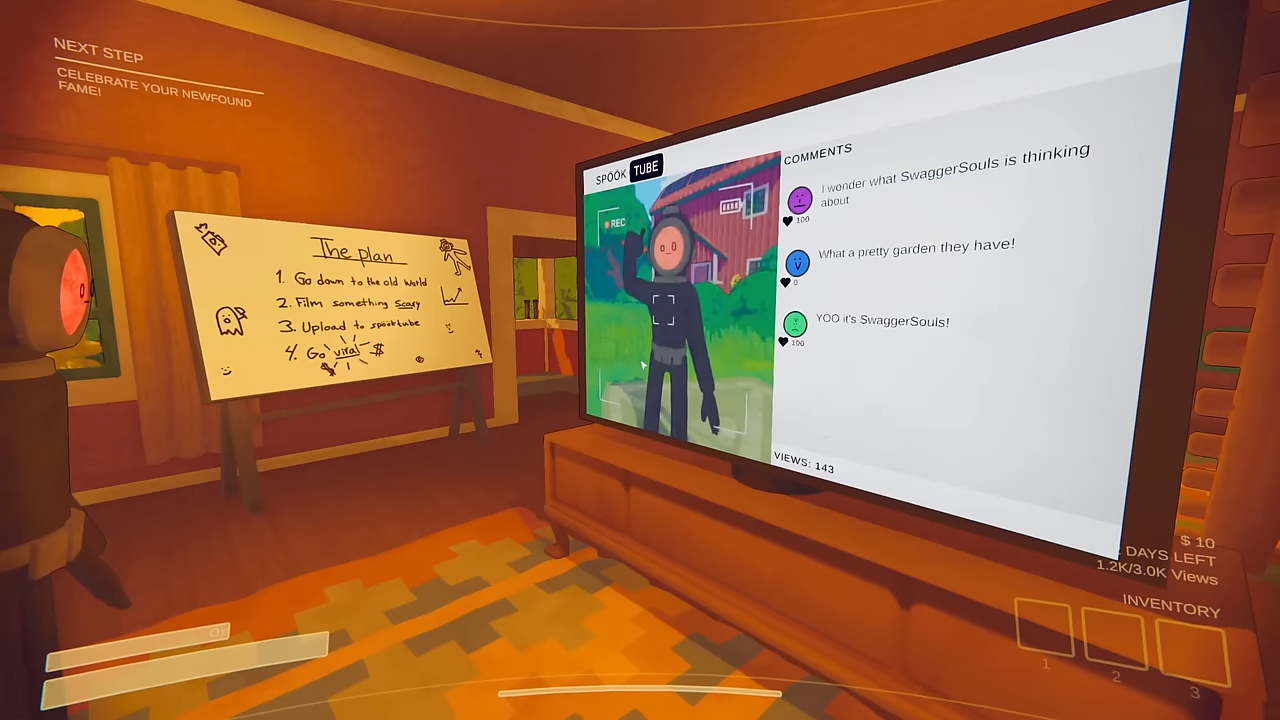 NEXT STEP
CELEBRATE YOUR NEWFOUND
FAME!
The plan
1. Go down to the old world
2. Film something scary
3. Upload to spöoktube
4. Go viral
$
$
SPÖÖK TUBE
REC
COMMENTS
I wonder what SwaggerSouls is thinking
about
100
What a pretty garden they have!
0
YOO it's SwaggerSouls!
100
VIEWS: 143
$ 10
DAYS LEFT
1.2K/3.0K Views
INVENTORY
1
2
3